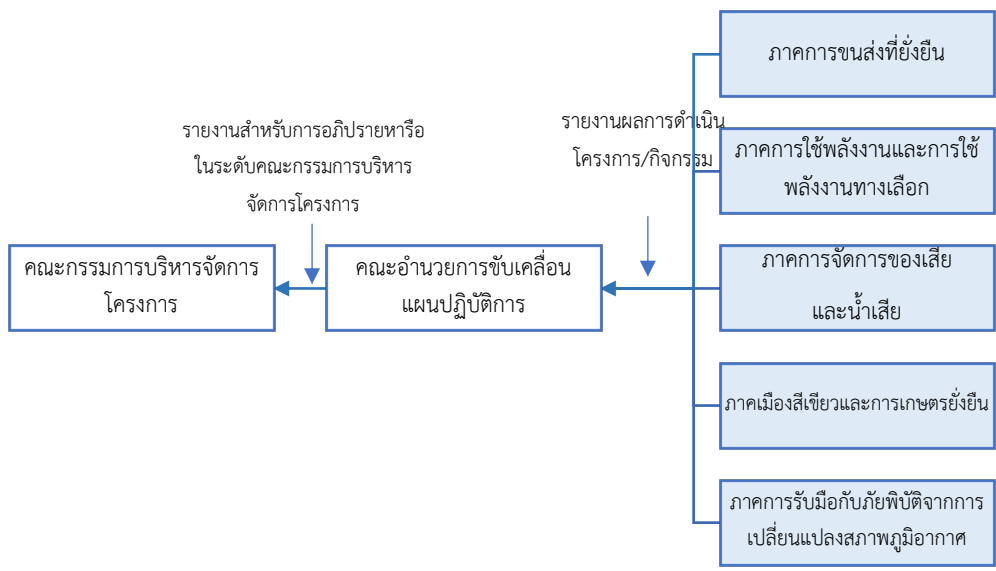 ภาคการขนส่งที่ยั่งยืน
รายงานสำหรับการอภิปรายหารือ
ในระดับคณะกรรมการบริหาร
จัดการโครงการ
รายงานผลการดำเนิน
โครงการ/กิจกรรม
ภาคการใช้พลังงานและการใช้
พลังงานทางเลือก
คณะกรรมการบริหารจัดการ
โครงการ
คณะอำนวยการขับเคลื่อน
แผนปฏิบัติการ
ภาคการจัดการของเสีย
และน้ำเสีย
ภาคเมืองสีเขียวและการเกษตรยั่งยืน
ภาคการรับมือกับภัยพิบัติจากการ
เปลี่ยนแปลงสภาพภูมิอากาศ